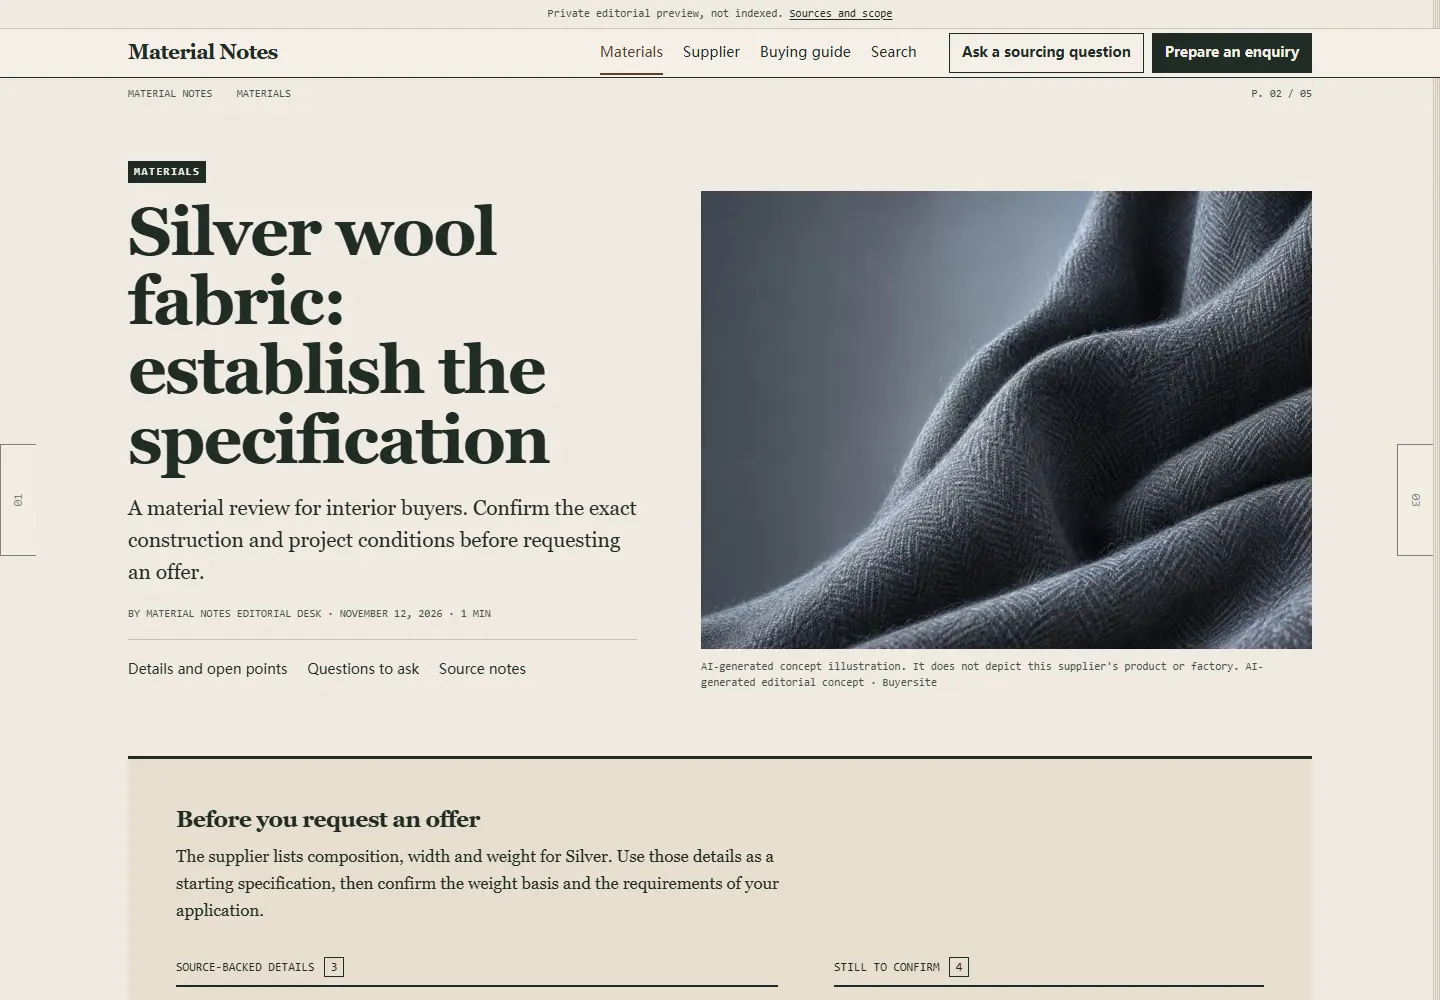 Private editorial preview, not indexed. Sources and scope
Material Notes
Materials Supplier Buying guide Search Ask a sourcing question Prepare an enquiry
MATERIAL NOTES MATERIALS P. 02 / 05
MATERIALS
Silver wool
fabric:
establish the
specification
A material review for interior buyers. Confirm the exact
construction and project conditions before requesting
an offer.
BY MATERIAL NOTES EDITORIAL DESK · NOVEMBER 12, 2026 · 1 MIN
Details and open points Questions to ask Source notes
AI-generated concept illustration. It does not depict this supplier's product or factory. AI-
generated editorial concept · Buyersite
01
03
Before you request an offer
The supplier lists composition, width and weight for Silver. Use those details as a
starting specification, then confirm the weight basis and the requirements of your
application.
SOURCE-BACKED DETAILS 3
STILL TO CONFIRM 4